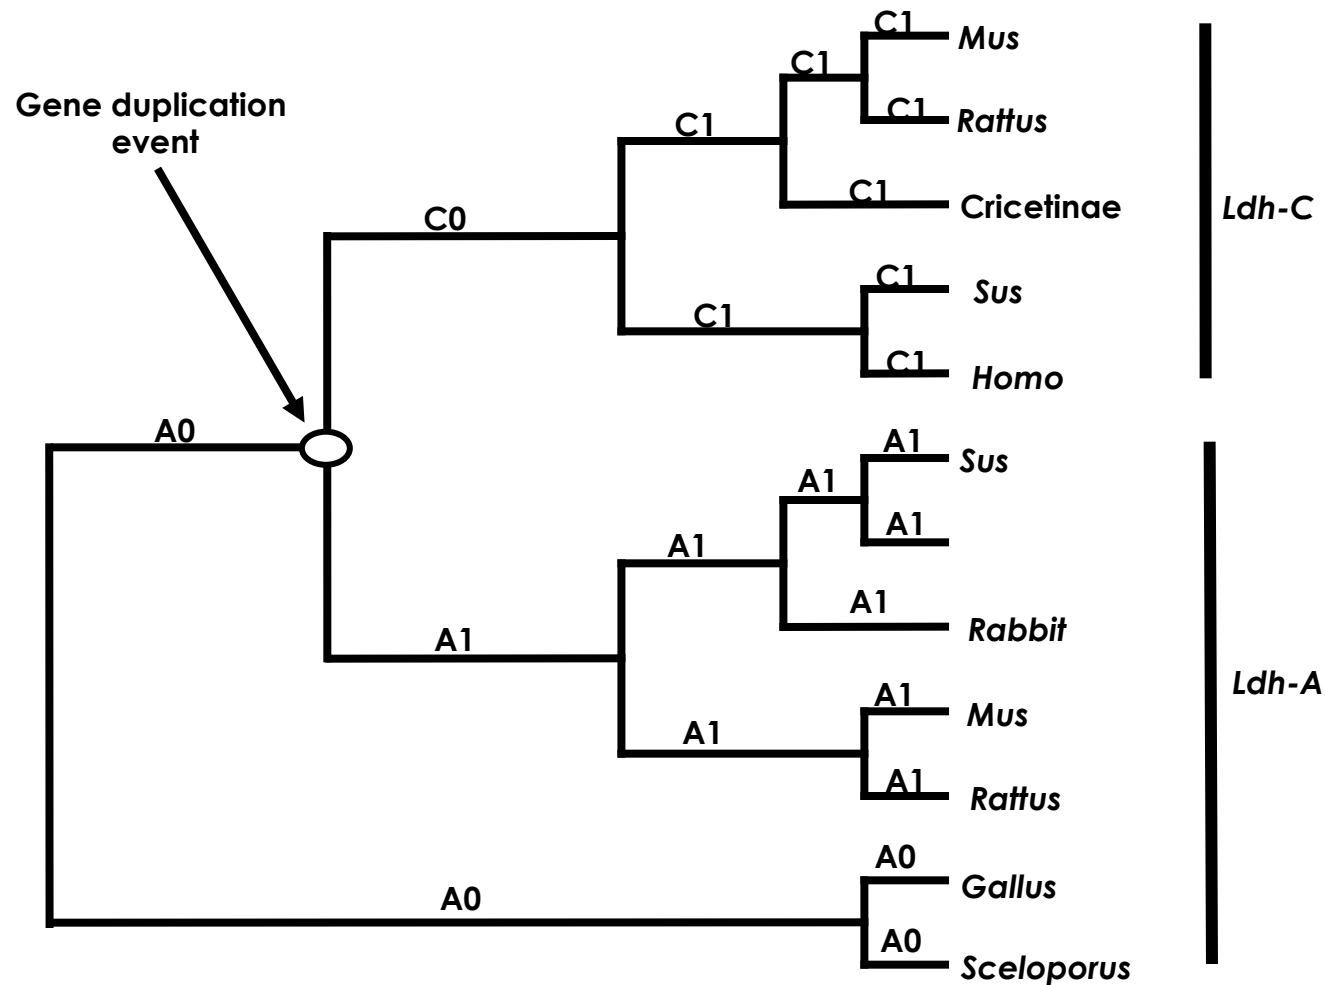 C1
Mus
Gene duplication
event
C1
C1
Rattus
C1
C1
Cricetinae
Ldh-C
C0
C1
Sus
C1
C1
Homo
A0
A1
Sus
A1
A1
A1
A1
Rabbit
A1
Ldh-A
A1
Mus
A1
A1
Rattus
A0
Gallus
A0
A0
Sceloporus